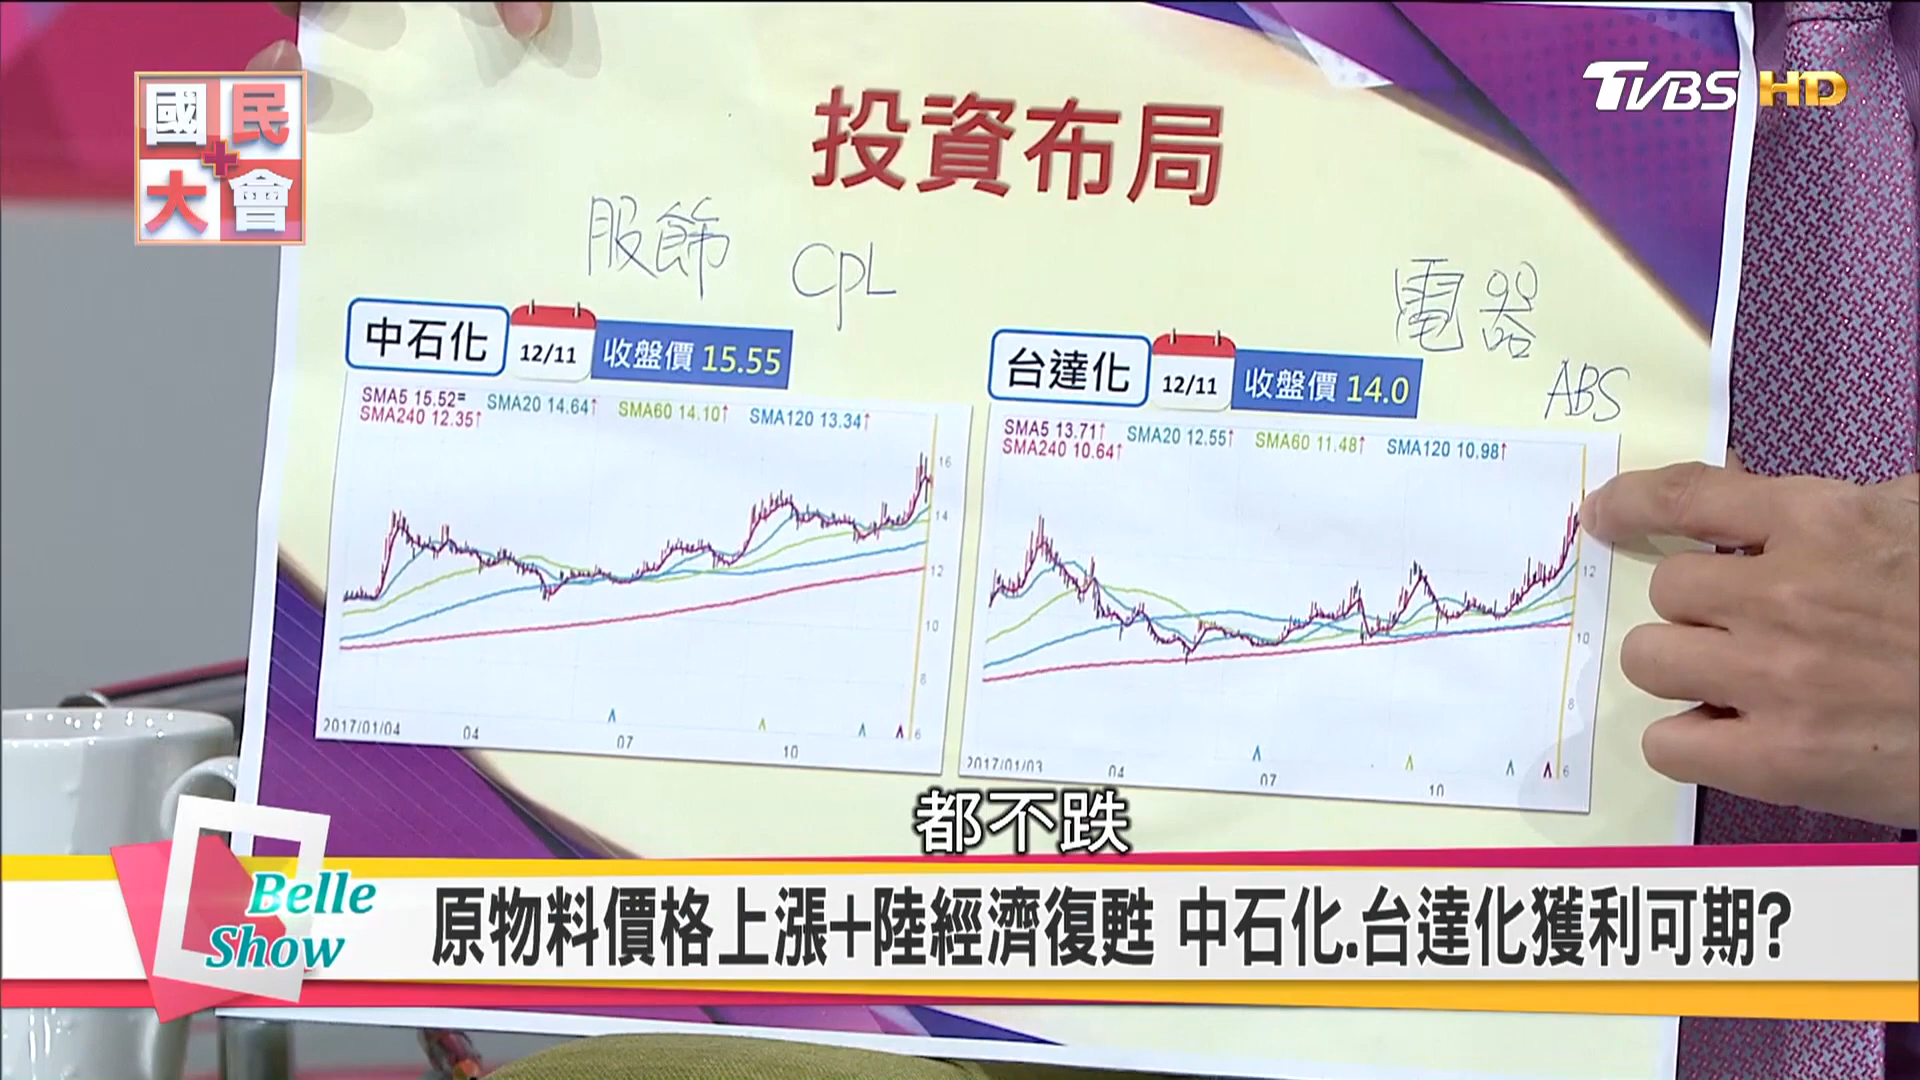 國民
大會
TVBS HD
投資布局
服飾 CPL
電器
ABS
中石化 12/11 收盤價 15.55
SMA5 15.52= SMA20 14.64↑ SMA60 14.10↑ SMA120 13.34↑
SMA240 12.35↑
16
14
12
10
8
6
2017/01/04 04 07 10
台達化 12/11 收盤價 14.0
SMA5 13.71↑ SMA20 12.55↑ SMA60 11.48↑ SMA120 10.98↑
SMA240 10.64↑
12
10
8
6
2017/01/03 04 07 10
都不跌
Belle
Show
原物料價格上漲+陸經濟復甦 中石化.台達化獲利可期?